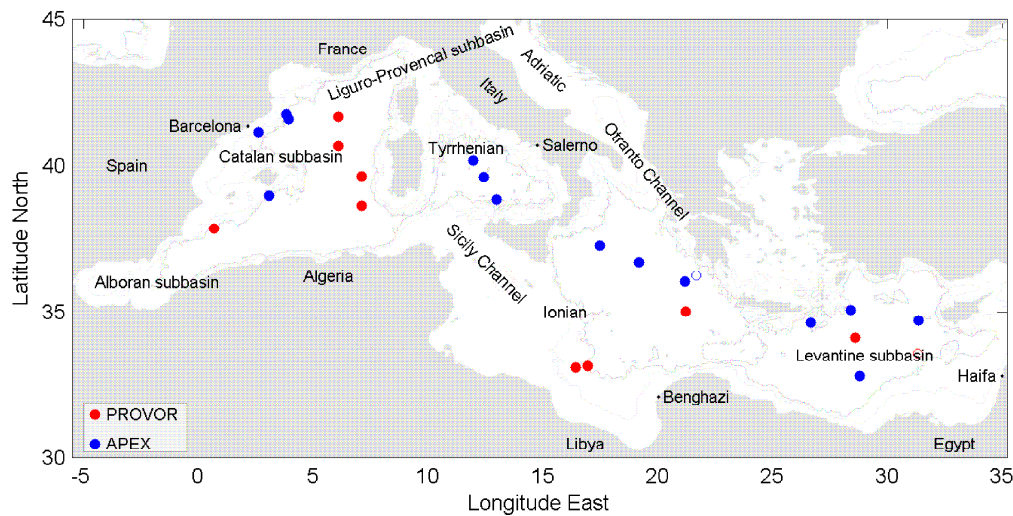 45
40
35
30
Latitude North
-5
0
5
10
15
20
25
30
35
Longitude East
France
Liguro-Provencal subbasin
Adriatic
Italy
Barcelona
Catalan subbasin
Tyrrhenian
Salerno
Spain
Otranto Channel
Sicily Channel
Alboran subbasin
Algeria
Ionian
Levantine subbasin
Haifa
Benghazi
Libya
Egypt
PROVOR
APEX